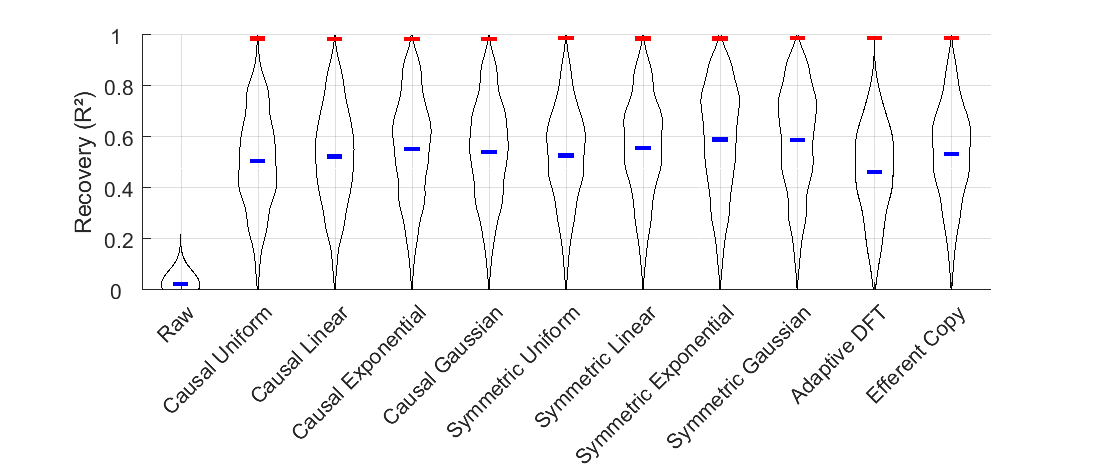 Recovery (R²)
1
0.8
0.6
0.4
0.2
0
Raw
Causal Uniform
Causal Linear
Causal Exponential
Causal Gaussian
Symmetric Uniform
Symmetric Linear
Symmetric Exponential
Symmetric Gaussian
Adaptive DFT
Efferent Copy